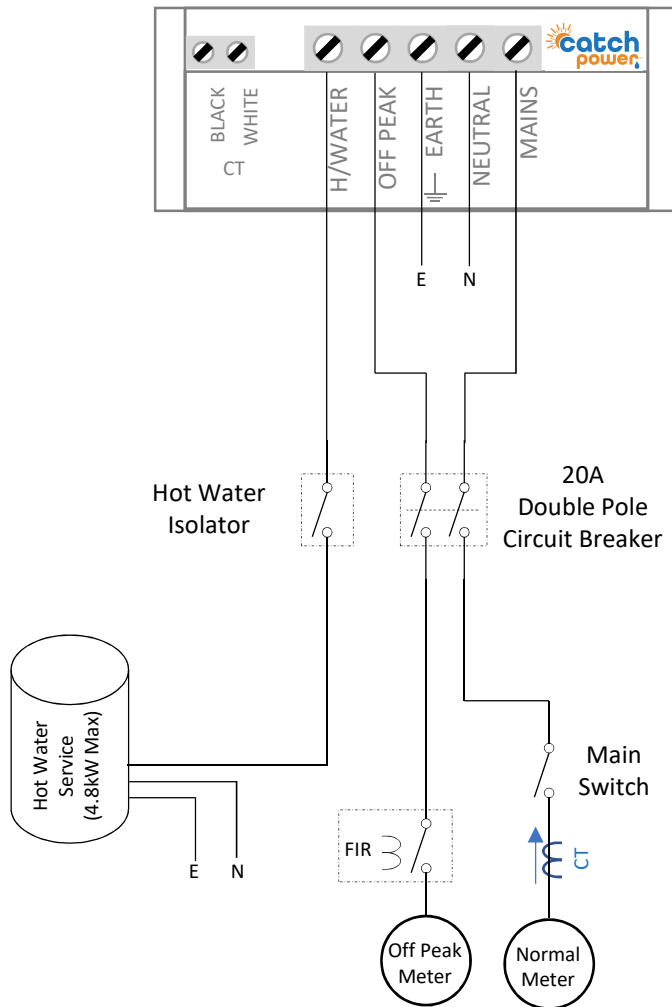 catch
power
BLACK
WHITE
CT
H/WATER
OFF PEAK
EARTH
NEUTRAL
MAINS
E
N
Hot Water
Isolator
20A
Double Pole
Circuit Breaker
Hot Water
Service
(4.8kW Max)
E
N
Main
Switch
FIR
CT
Off Peak
Meter
Normal
Meter